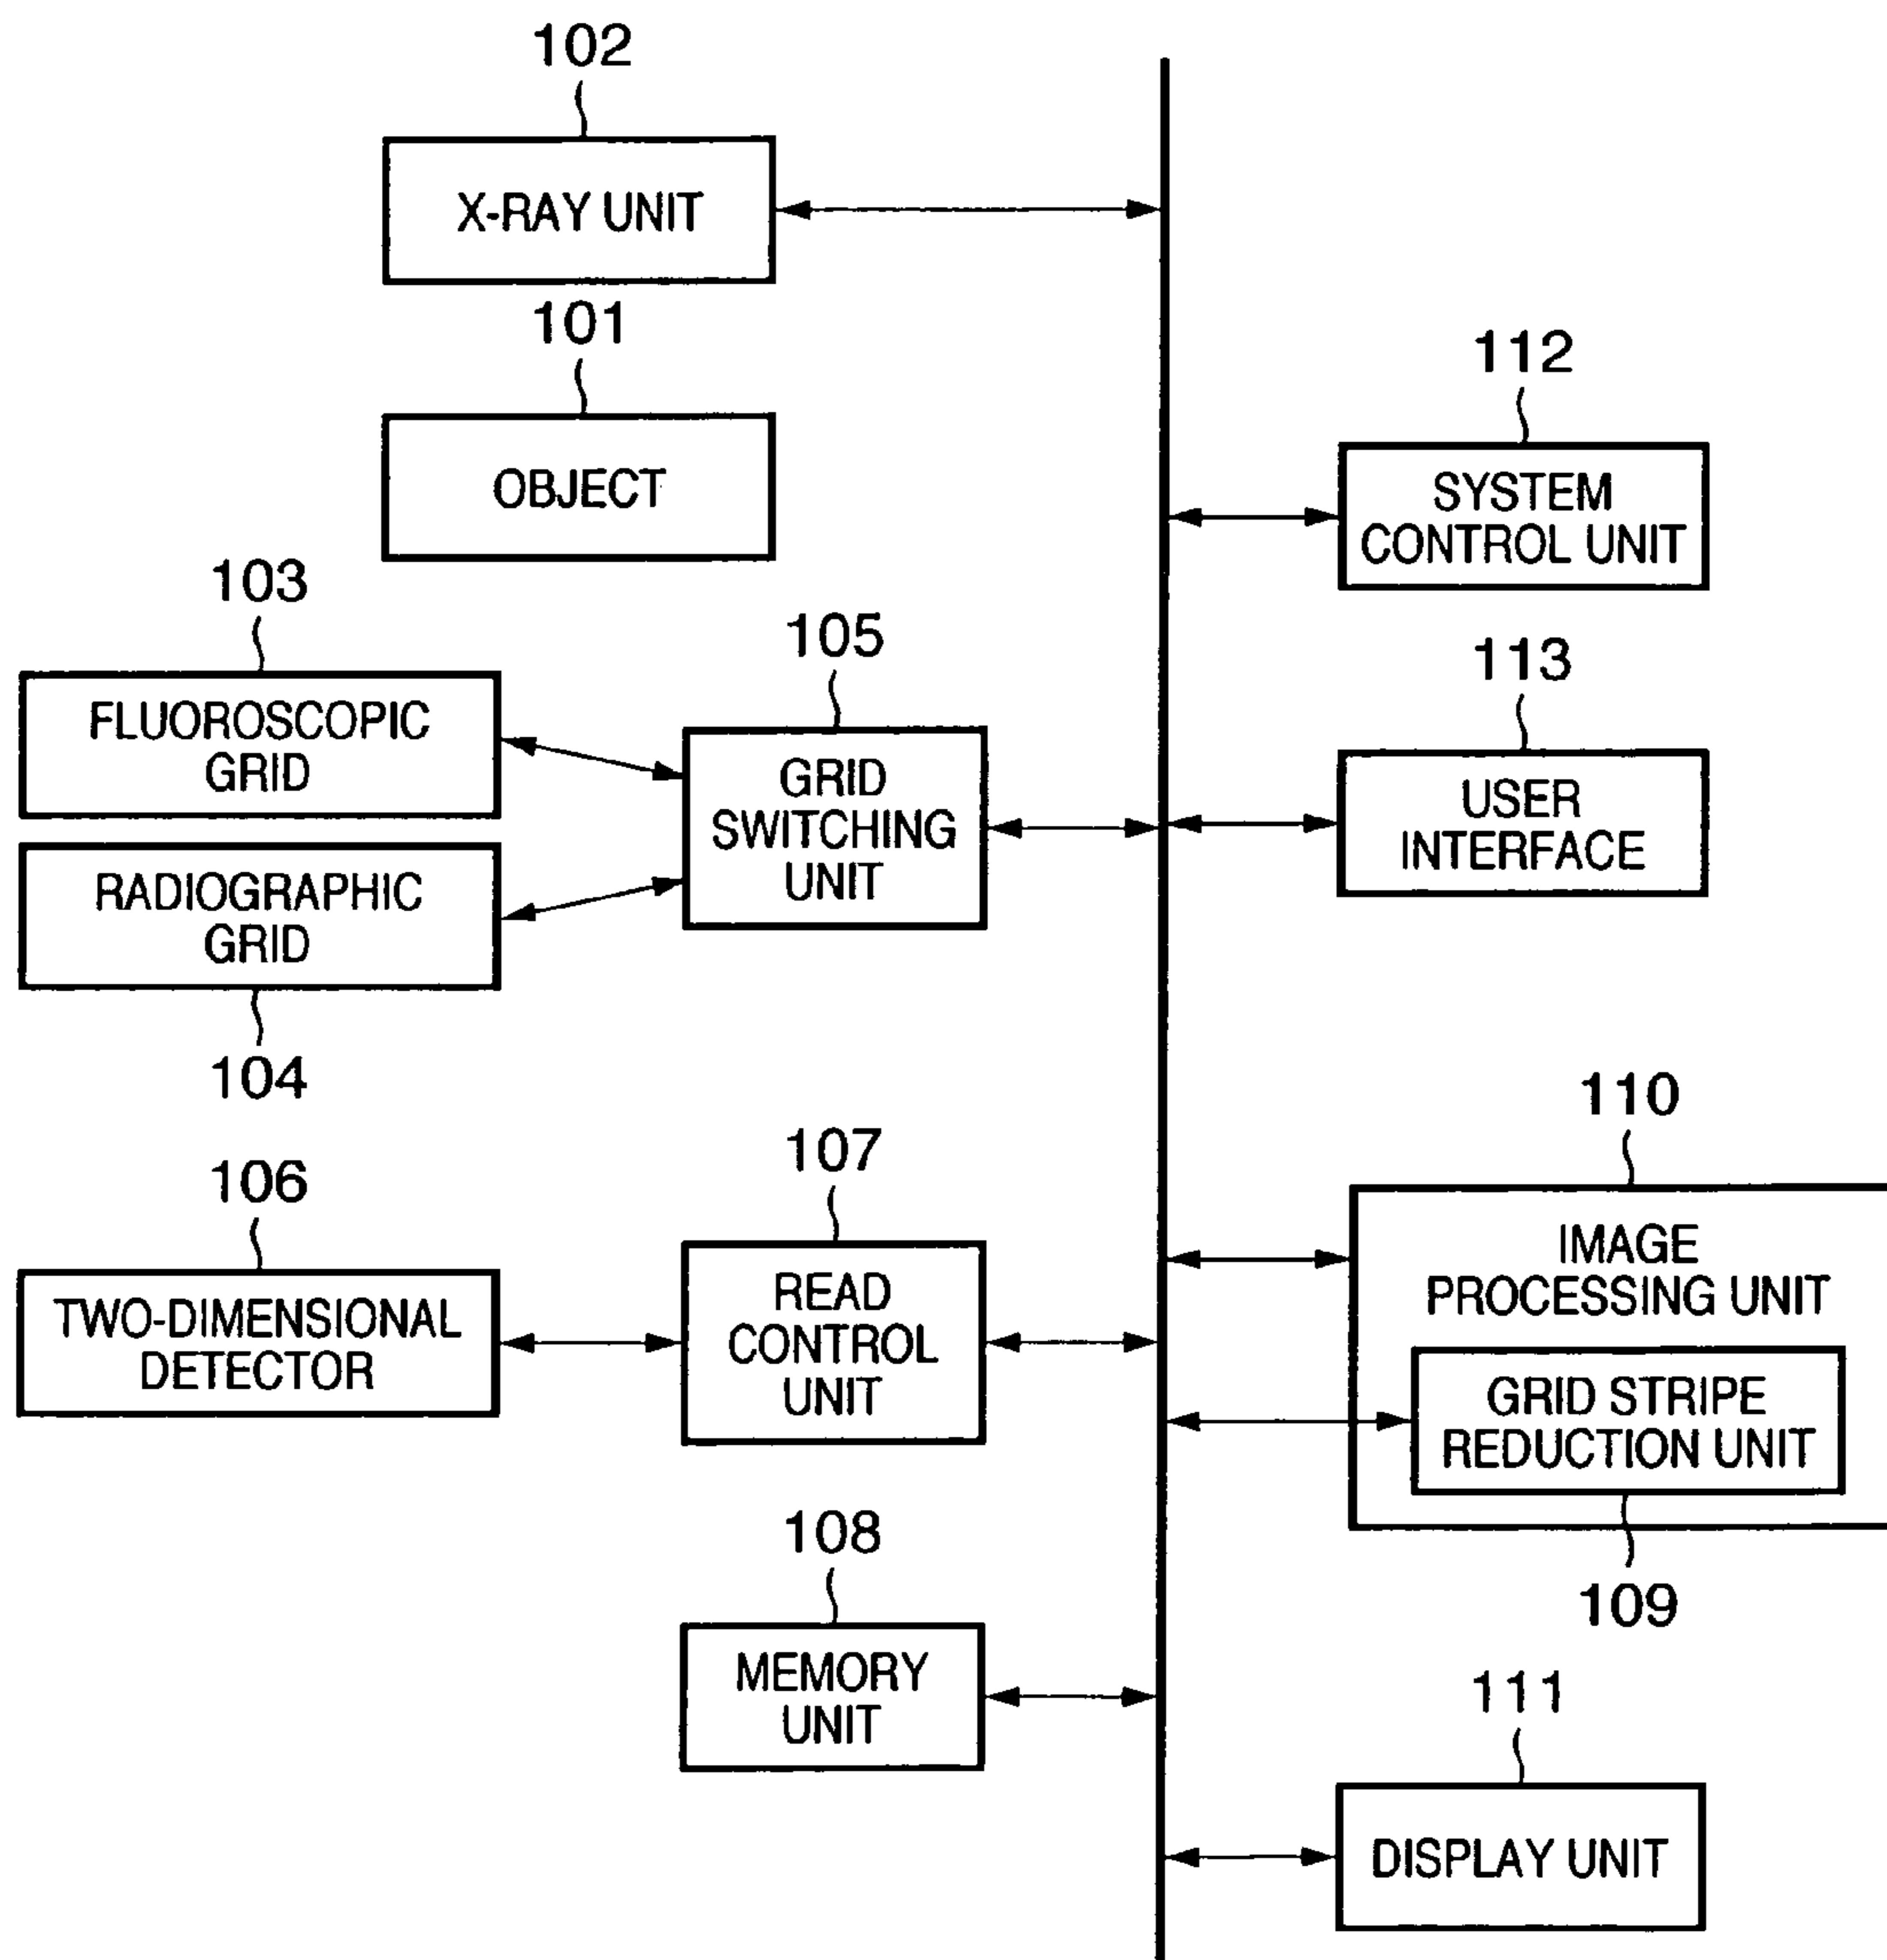 102
X-RAY UNIT
101
OBJECT
112
SYSTEM
CONTROL UNIT
103
FLUOROSCOPIC
GRID
105
GRID
SWITCHING
UNIT
113
USER
INTERFACE
RADIOGRAPHIC
GRID
104
110
IMAGE
PROCESSING UNIT
106
TWO-DIMENSIONAL
DETECTOR
107
READ
CONTROL
UNIT
GRID STRIPE
REDUCTION UNIT
109
108
MEMORY
UNIT
111
DISPLAY UNIT